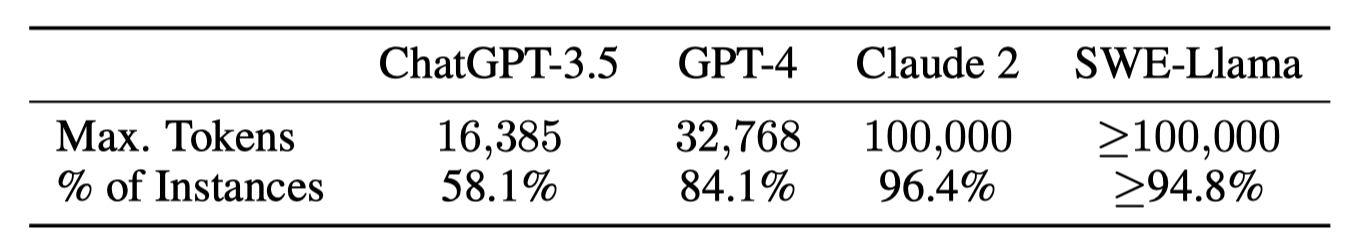 ChatGPT-3.5 GPT-4 Claude 2 SWE-Llama
Max. Tokens 16,385 32,768 100,000 ≥100,000
% of Instances 58.1% 84.1% 96.4% ≥94.8%